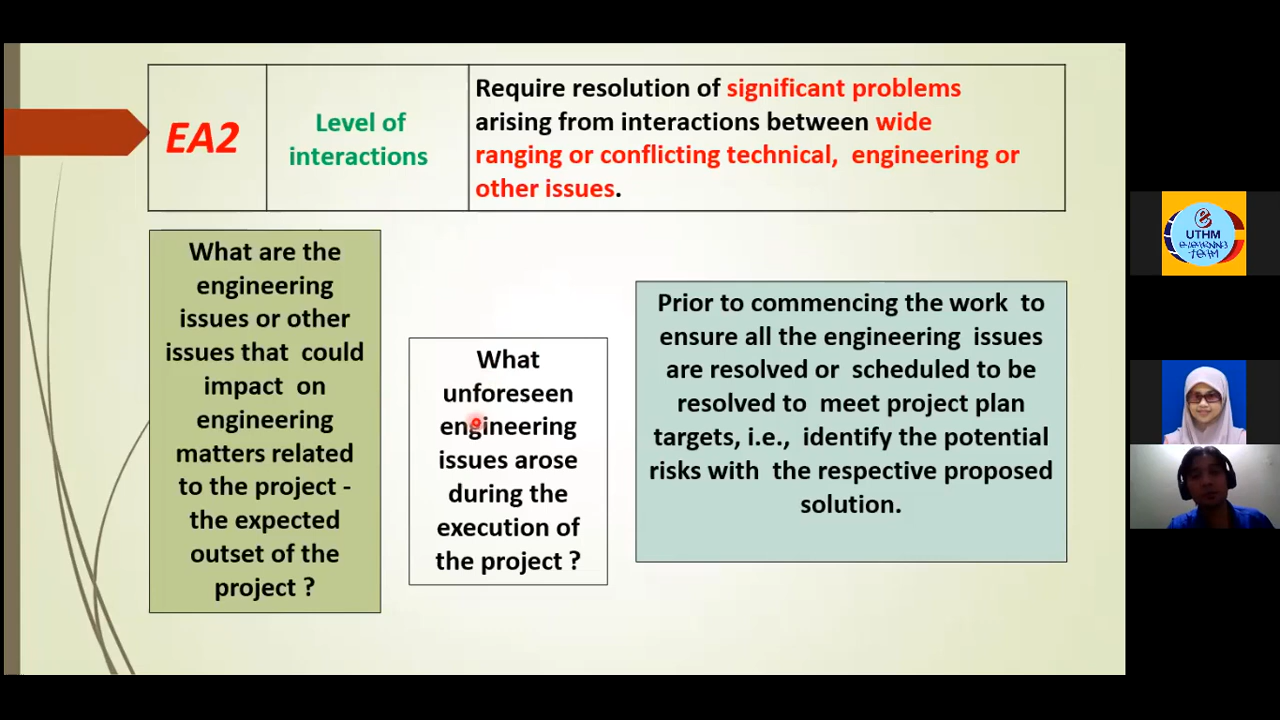 EA2
Level of
interactions
Require resolution of significant problems
arising from interactions between wide
ranging or conflicting technical, engineering or
other issues.
What are the
engineering
issues or other
issues that could
impact on
engineering
matters related
to the project -
the expected
outset of the
project ?
What
unforeseen
engineering
issues arose
during the
execution of
the project ?
Prior to commencing the work to
ensure all the engineering issues
are resolved or scheduled to be
resolved to meet project plan
targets, i.e., identify the potential
risks with the respective proposed
solution.
e
UTHM
eLEARNING
TEAM